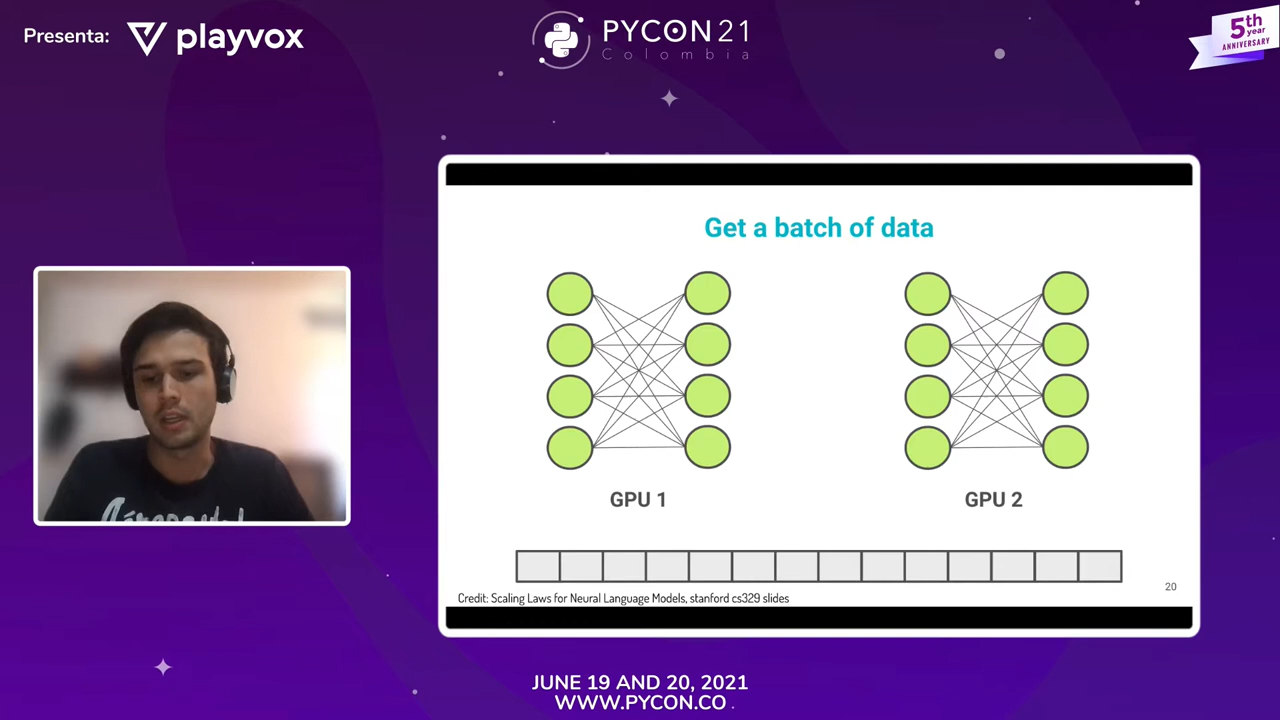 Presenta: playvox
PYCON 21
Colombia
5th
year
ANNIVERSARY
Get a batch of data
GPU 1
GPU 2
20
Credit: Scaling Laws for Neural Language Models, stanford cs329 slides
JUNE 19 AND 20, 2021
WWW.PYCON.CO